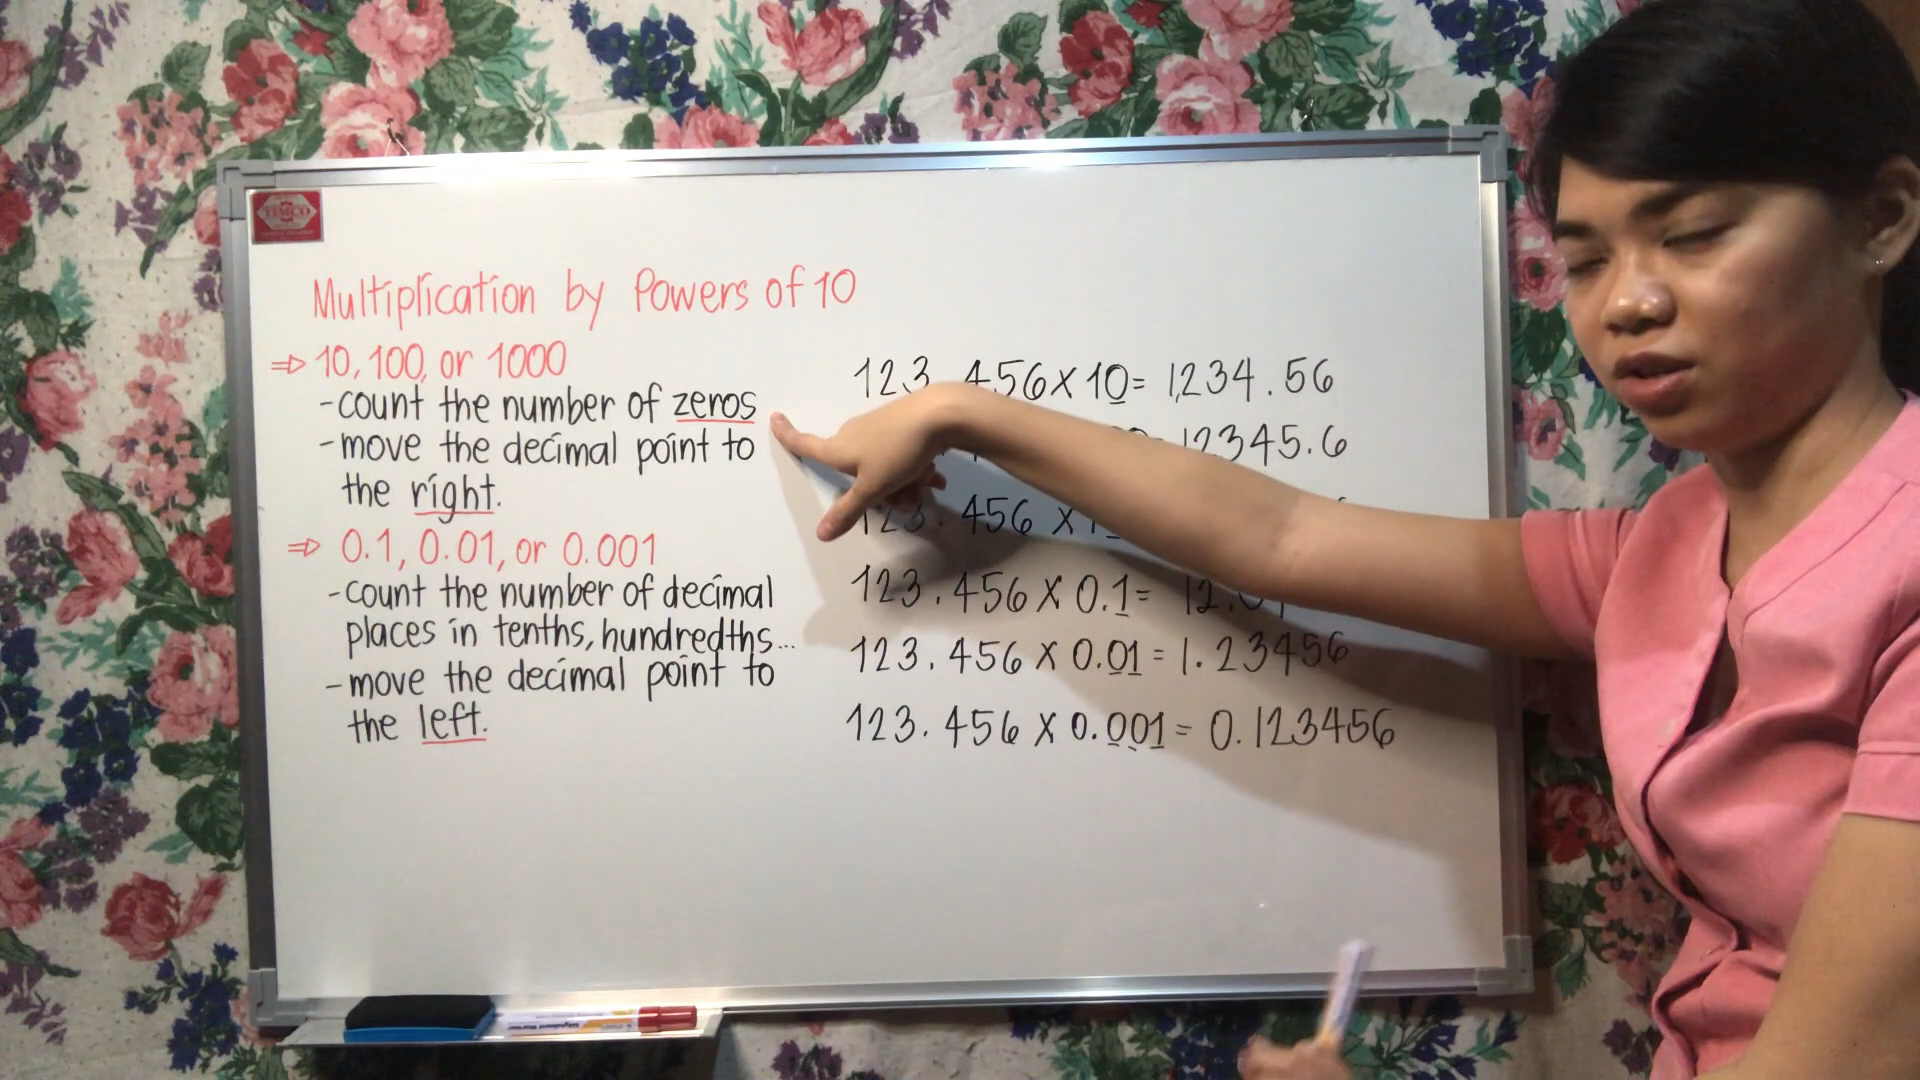 TIMCO
Multiplication by Powers of 10
⇒ 10, 100, or 1000
- count the number of zeros
- move the decimal point to
the right.
⇒ 0.1, 0.01, or 0.001
- count the number of decimal
places in tenths, hundredths...
- move the decimal point to
the left.
123. 456 x 10 = 1,234.56
12345.6
123. 456 x
123.456 x 0.1 = 12.
123.456 x 0.01 = 1.23456
123.456 x 0.001 = 0.123456